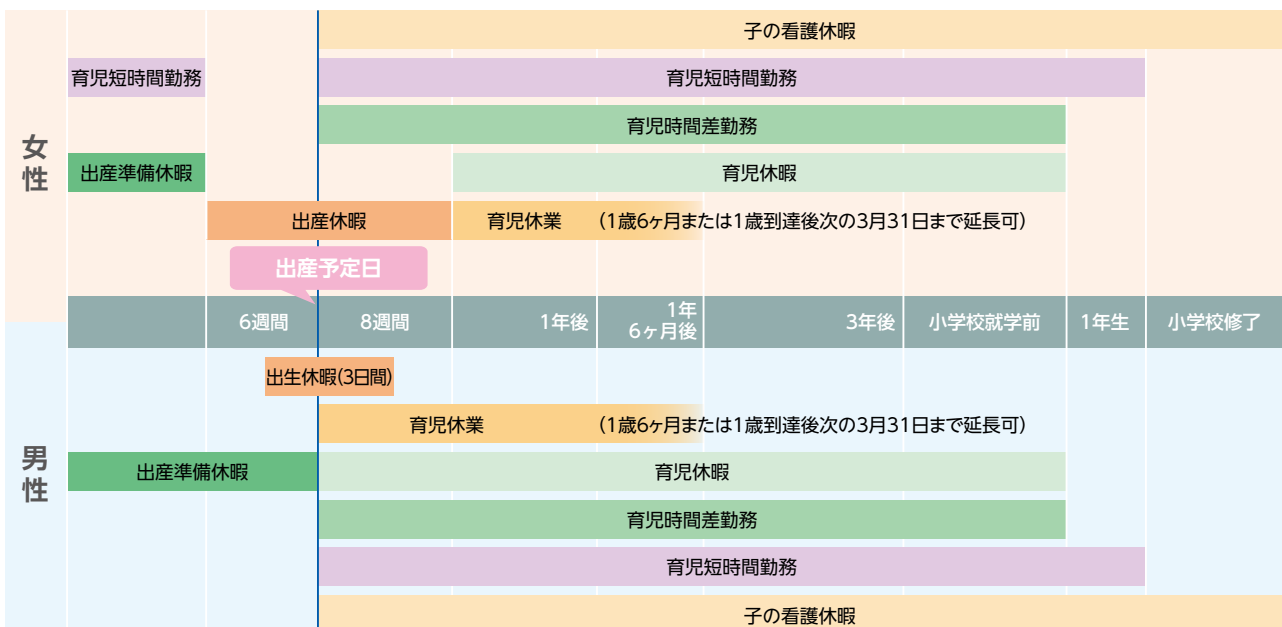 子の看護休暇
育児短時間勤務
育児短時間勤務
育児時間差勤務
女性
出産準備休暇
育児休暇
出産休暇
育児休業
（1歳6ヶ月または1歳到達後次の3月31日まで延長可）
出産予定日
6週間
8週間
1年後
1年
6ヶ月後
3年後
小学校就学前
1年生
小学校修了
出生休暇(3日間)
育児休業
（1歳6ヶ月または1歳到達後次の3月31日まで延長可）
男性
出産準備休暇
育児休暇
育児時間差勤務
育児短時間勤務
子の看護休暇